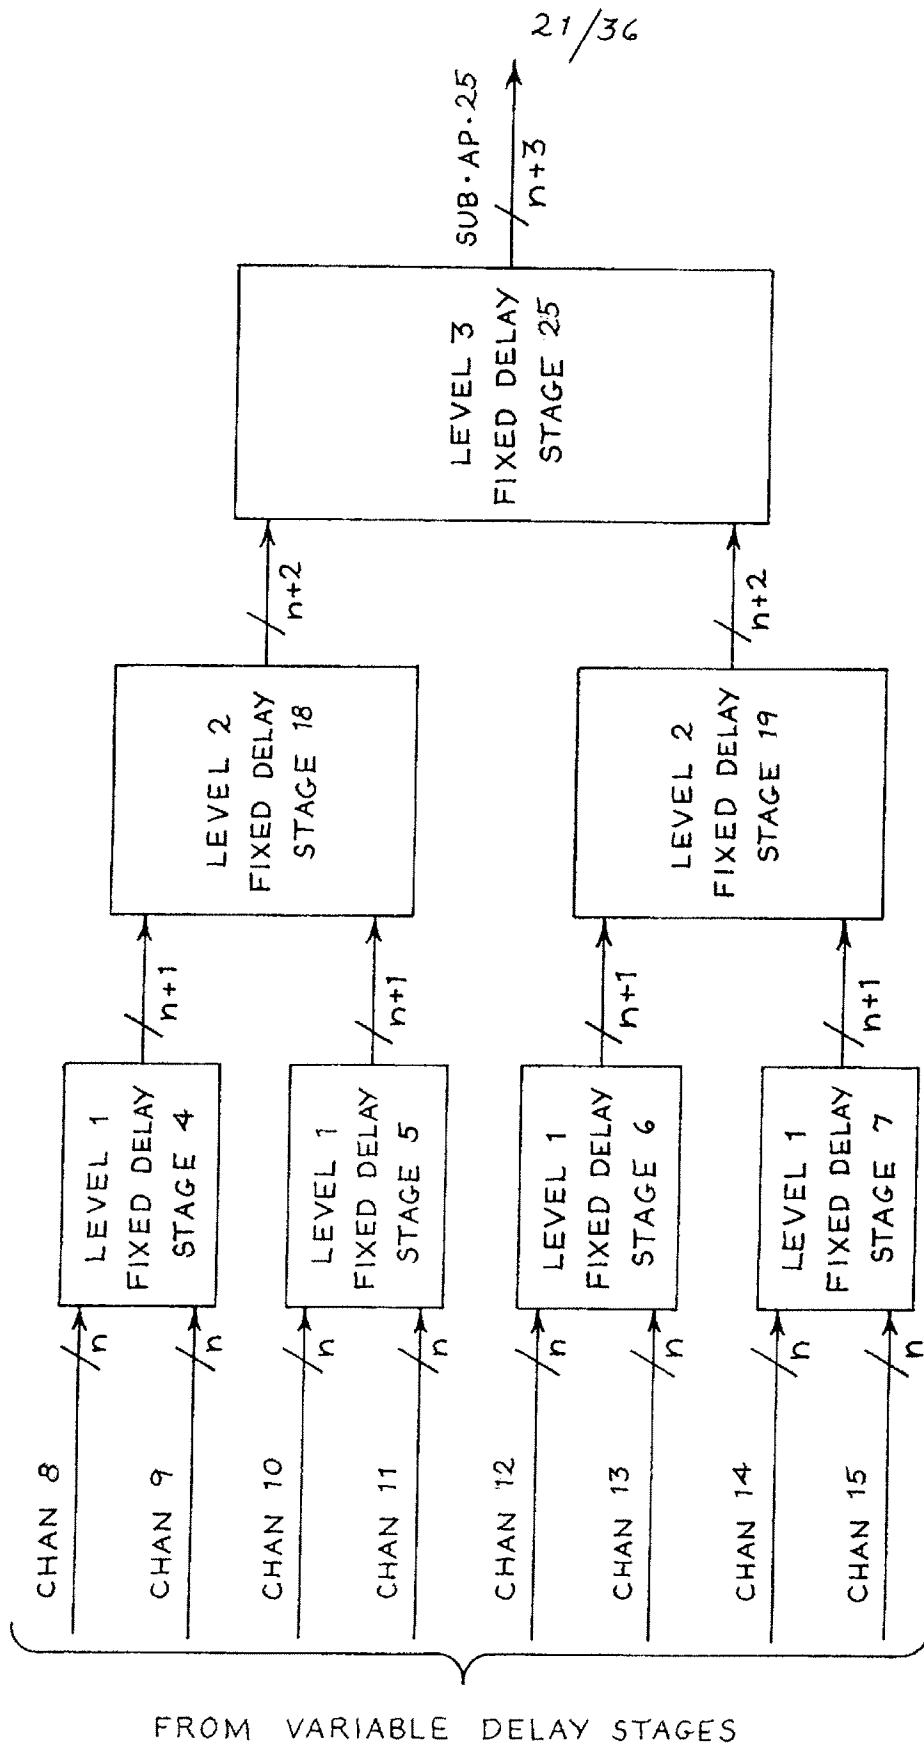 21/36
SUB·AP·25
n+3
LEVEL 3
FIXED DELAY
STAGE 25
n+2
n+2
LEVEL 2
FIXED DELAY
STAGE 18
LEVEL 2
FIXED DELAY
STAGE 19
n+1
n+1
n+1
n+1
LEVEL 1
FIXED DELAY
STAGE 4
LEVEL 1
FIXED DELAY
STAGE 5
LEVEL 1
FIXED DELAY
STAGE 6
LEVEL 1
FIXED DELAY
STAGE 7
n
n
n
n
n
n
n
n
CHAN 8
CHAN 9
CHAN 10
CHAN 11
CHAN 12
CHAN 13
CHAN 14
CHAN 15
FROM VARIABLE DELAY STAGES